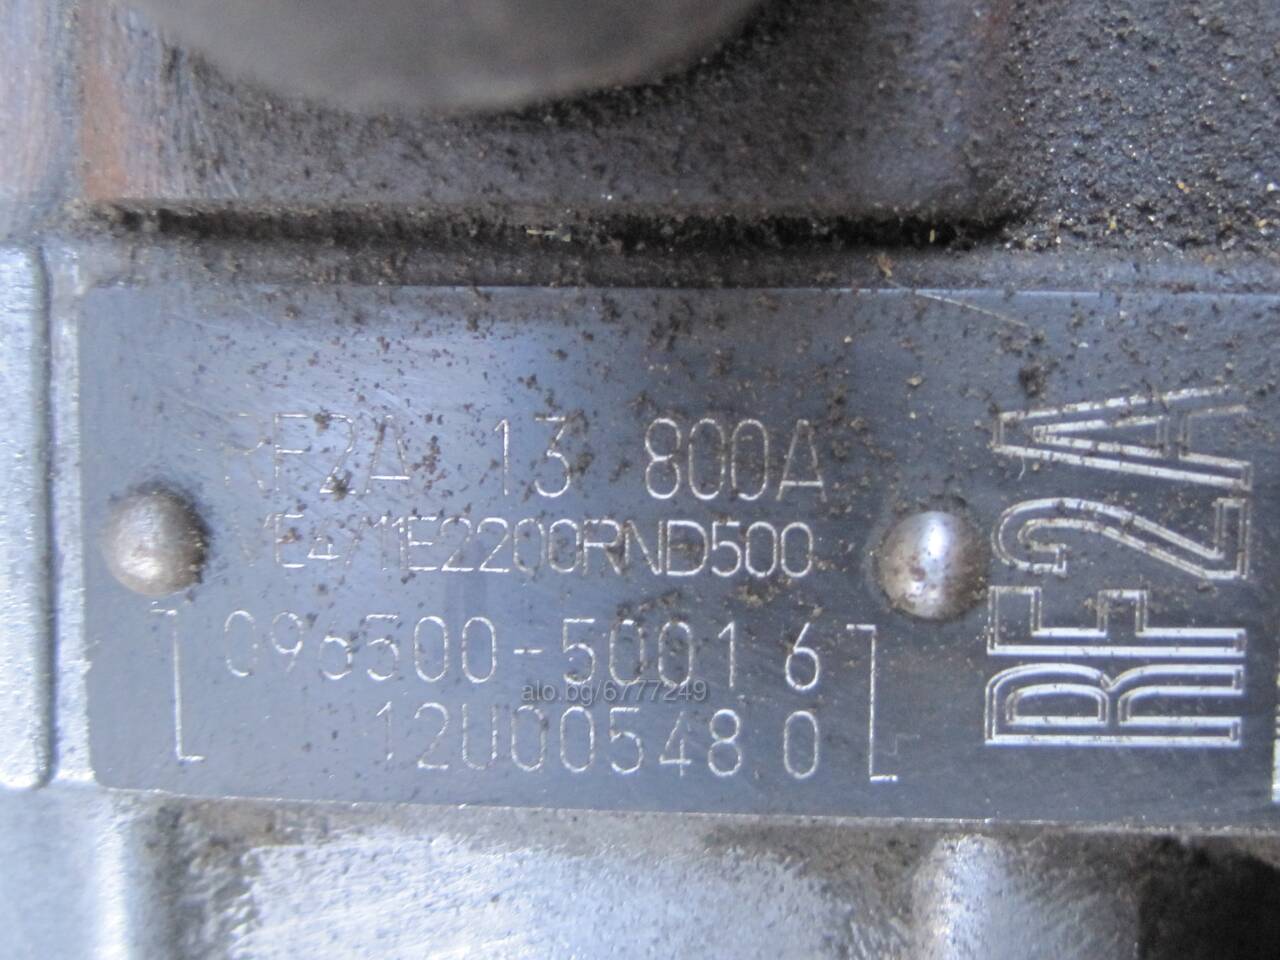 RF2A 13 800A
VE4/11E2200RND500
096500-5001 6
12U00548 0
RF2A
alo.bg/6777249